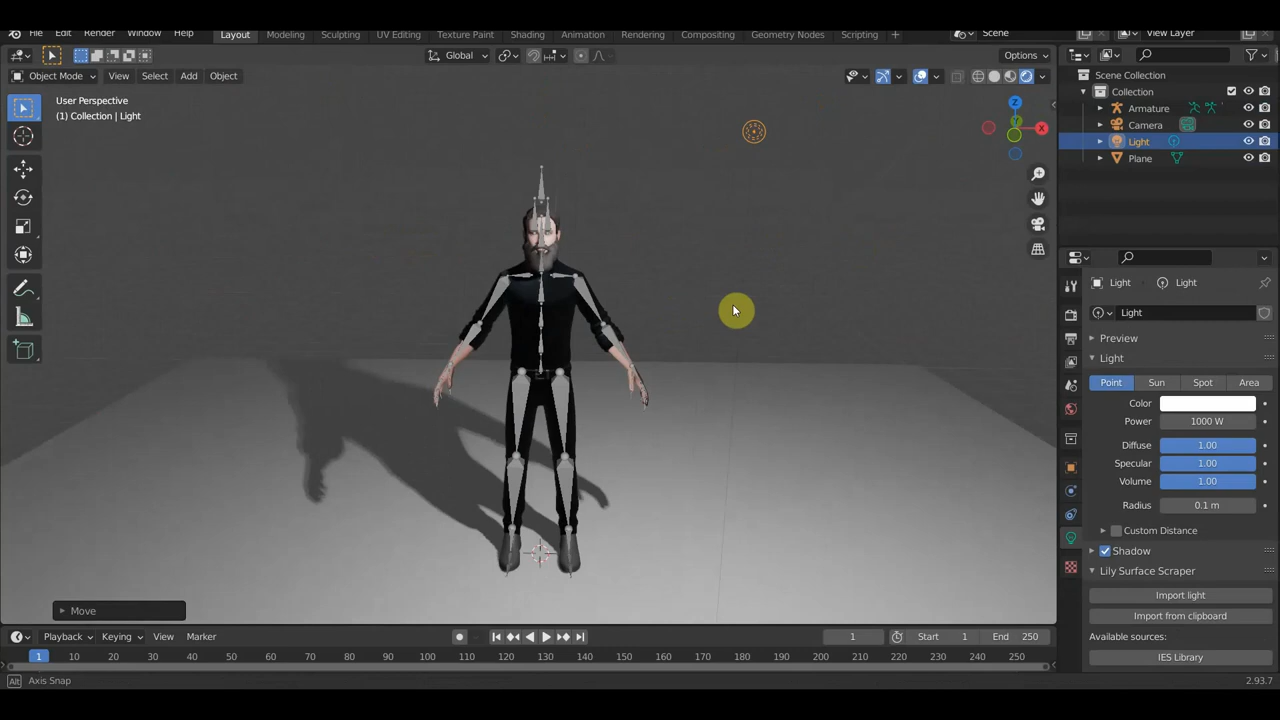 File Edit Render Window Help Layout Modeling Sculpting UV Editing Texture Paint Shading Animation Rendering Compositing Geometry Nodes Scripting Scene View Layer
Global Options
Object Mode View Select Add Object
User Perspective
(1) Collection | Light
Z
Y
X
Scene Collection
Collection
Armature
Camera
Light
Plane
Light Light
Light
Preview
Light
Point Sun Spot Area
Color
Power 1000 W
Diffuse 1.00
Specular 1.00
Volume 1.00
Radius 0.1 m
Custom Distance
Shadow
Lily Surface Scraper
Import light
Import from clipboard
Available sources:
IES Library
Move
Playback Keying View Marker 1 Start 1 End 250
1 10 20 30 40 50 60 70 80 90 100 110 120 130 140 150 160 170 180 190 200 210 220 230 240 250
Alt Axis Snap 2.93.7